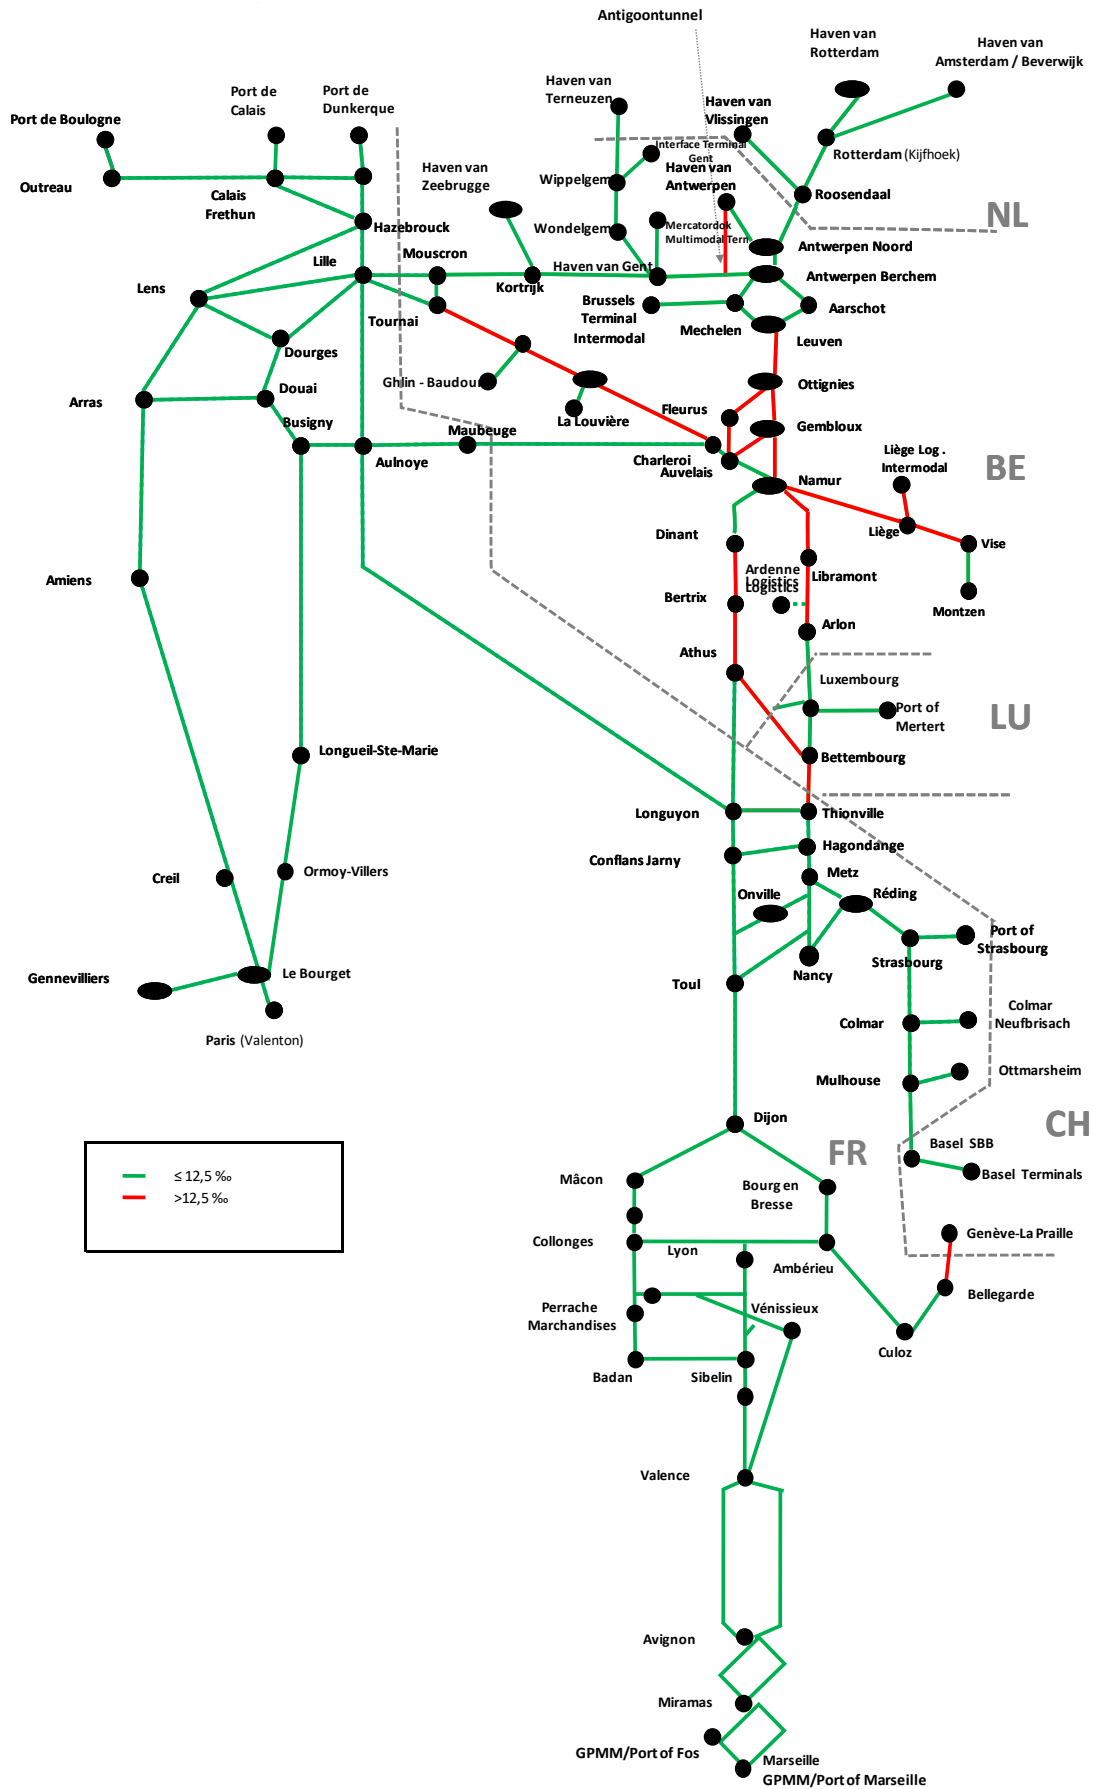 Antigoontunnel
Haven van
Rotterdam
Haven van
Amsterdam / Beverwijk
Haven van
Terneuzen
Port de
Calais
Port de
Dunkerque
Haven van
Vlissingen
Port de Boulogne
Interface Terminal
Gent
Rotterdam (Kijfhoek)
Haven van
Zeebrugge
Haven van
Antwerpen
Wippelgem
Outreau
Calais
Frethun
Roosendaal
NL
Hazebrouck
Wondelgem
Mercatordok
Multimodal Term
Antwerpen Noord
Mouscron
Lille
Haven van Gent
Antwerpen Berchem
Lens
Kortrijk
Brussels
Terminal
Intermodal
Aarschot
Tournai
Mechelen
Leuven
Dourges
Ghlin - Baudour
Ottignies
Douai
Arras
Fleurus
La Louvière
Busigny
Maubeuge
Gembloux
Aulnoye
Charleroi
Auvelais
Liège Log .
Intermodal
BE
Namur
Dinant
Liège
Vise
Amiens
Ardenne
Logistics
Logistics
Libramont
Bertrix
Montzen
Arlon
Athus
Luxembourg
Port of
Mertert
LU
Longueil-Ste-Marie
Bettembourg
Longuyon
Thionville
Conflans Jarny
Hagondange
Creil
Ormoy-Villers
Metz
Onville
Réding
Port of
Strasbourg
Strasbourg
Gennevilliers
Le Bourget
Toul
Nancy
Paris (Valenton)
Colmar
Colmar
Neufbrisach
Mulhouse
Ottmarsheim
Dijon
CH
FR
Basel SBB
≤ 12,5 ‰
>12,5 ‰
Mâcon
Bourg en
Bresse
Basel Terminals
Collonges
Lyon
Genève-La Praille
Ambérieu
Bellegarde
Perrache
Marchandises
Vénissieux
Culoz
Badan
Sibelin
Valence
Avignon
Miramas
GPMM/Port of Fos
Marseille
GPMM/Port of Marseille